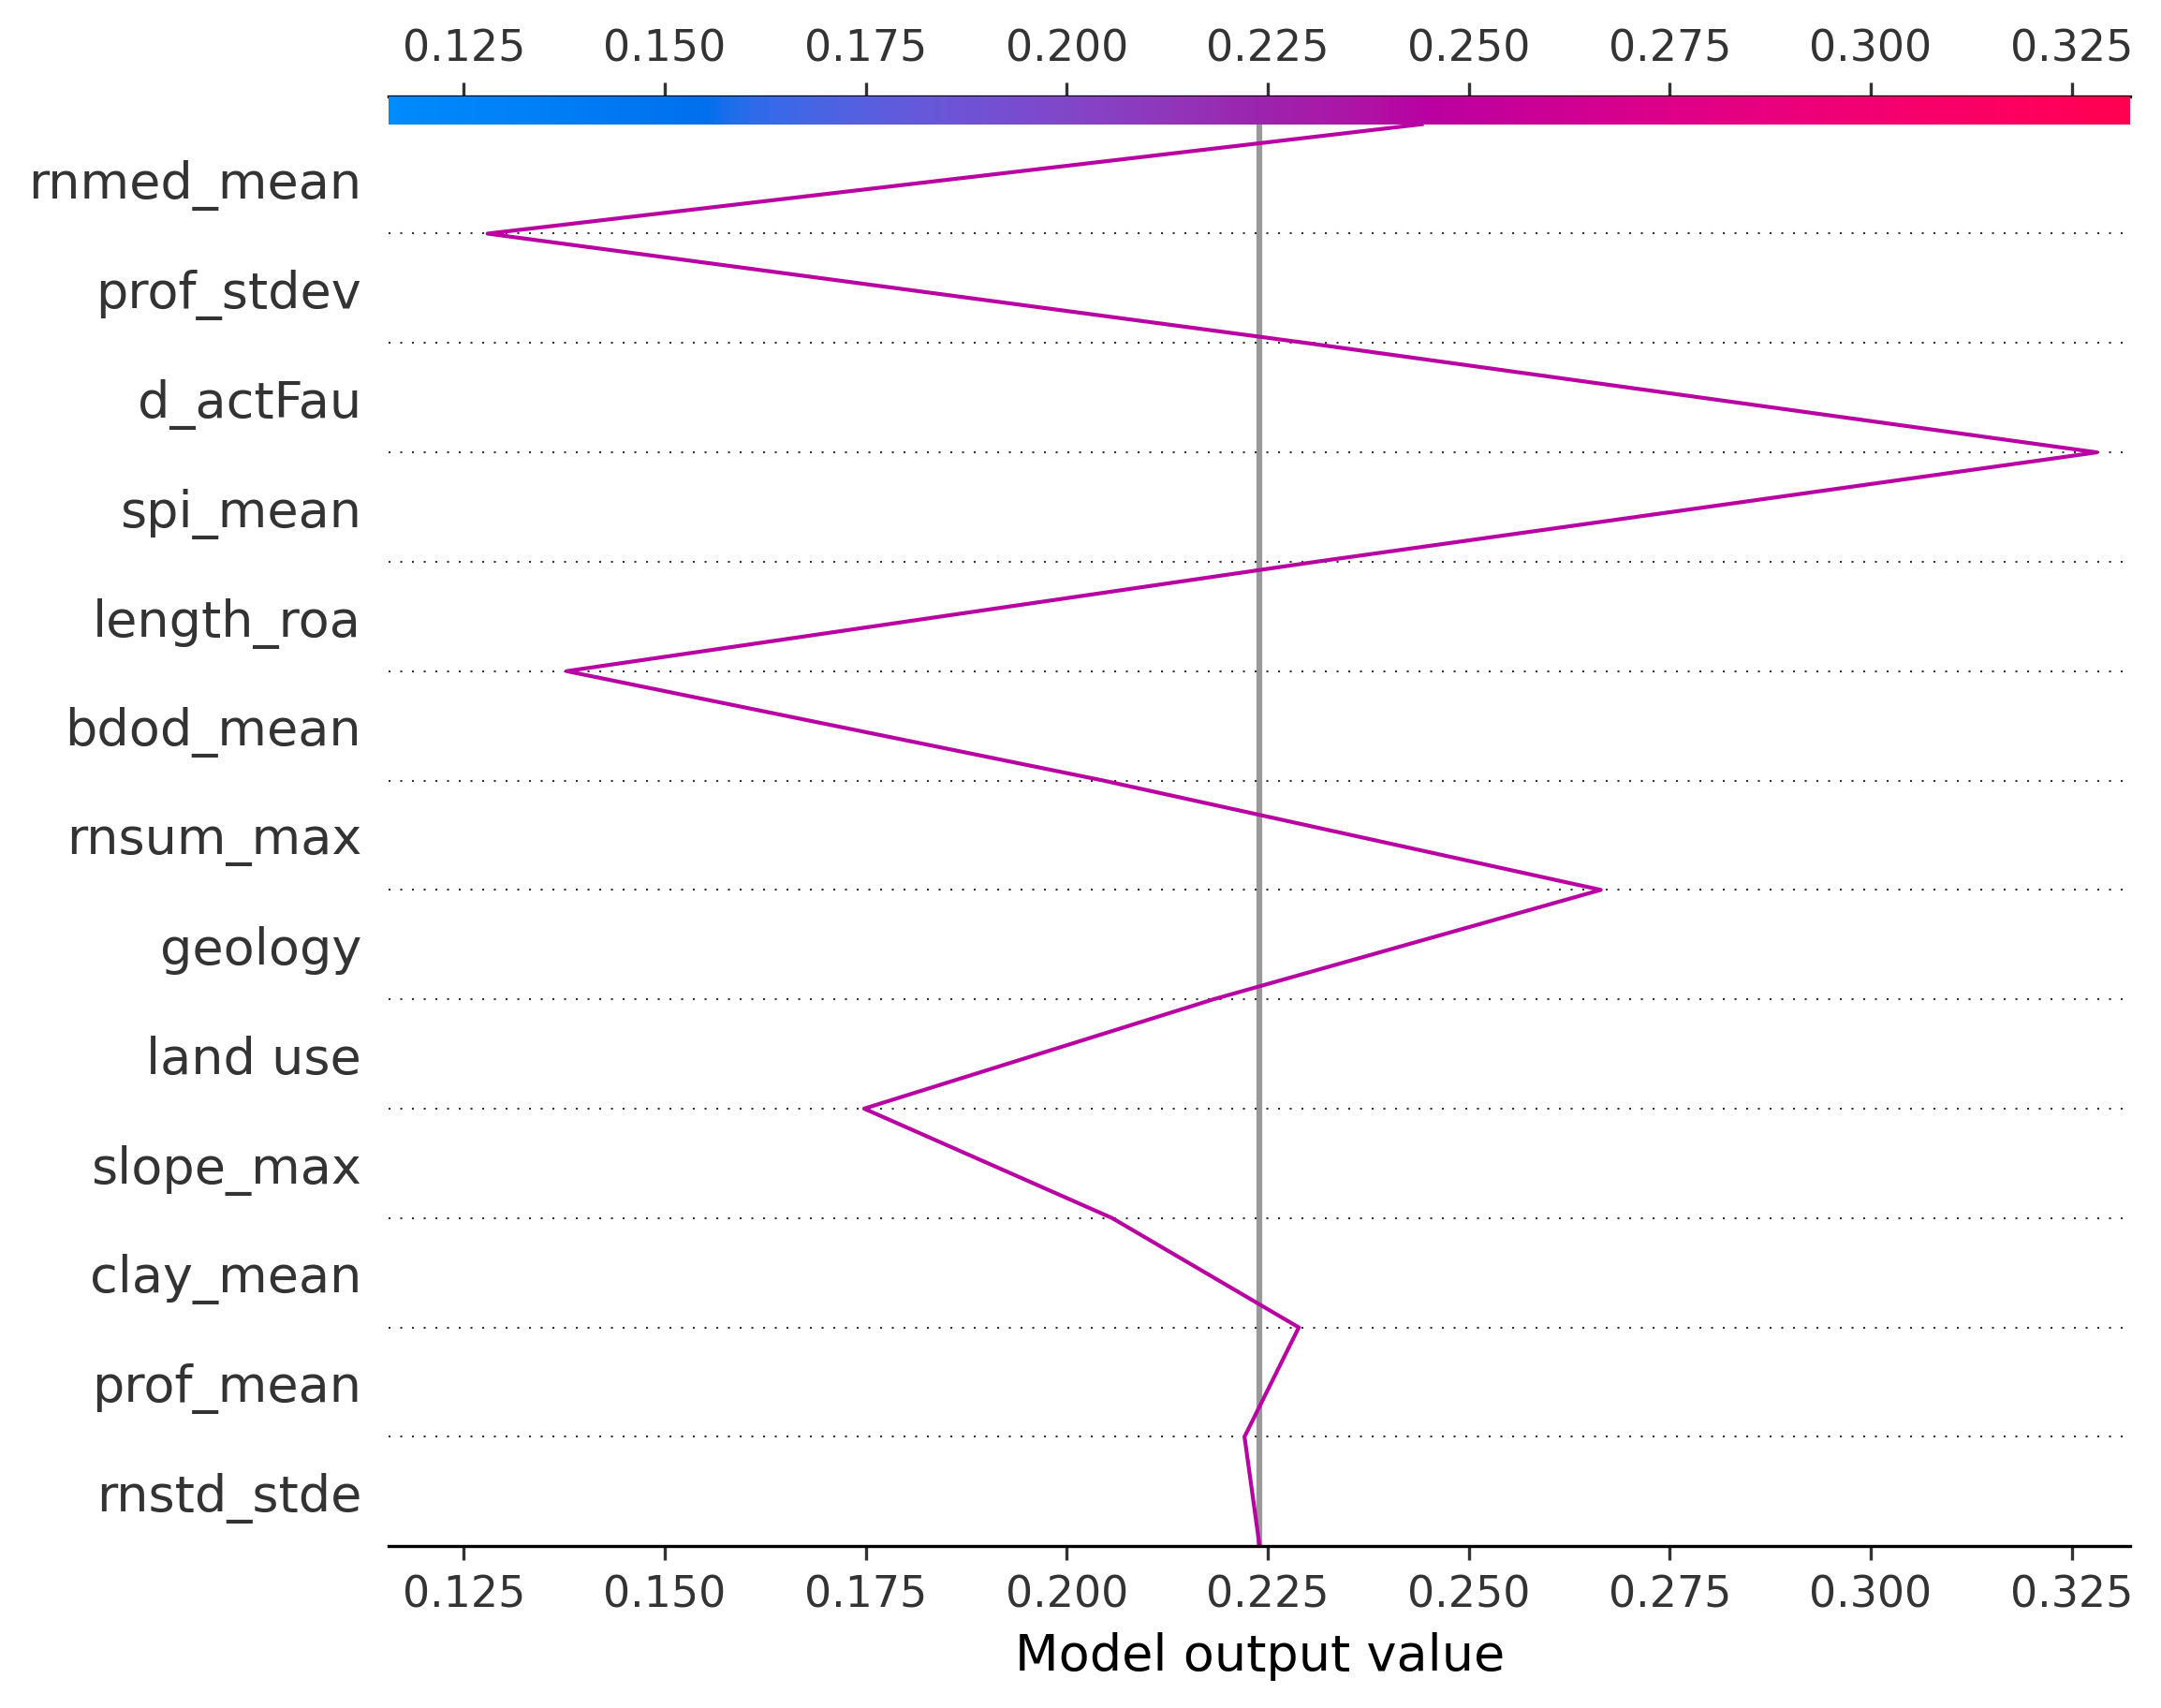 0.125 0.150 0.175 0.200 0.225 0.250 0.275 0.300 0.325
rnmed_mean
prof_stdev
d_actFau
spi_mean
length_roa
bdod_mean
rnsum_max
geology
land use
slope_max
clay_mean
prof_mean
rnstd_stde
0.125 0.150 0.175 0.200 0.225 0.250 0.275 0.300 0.325
Model output value